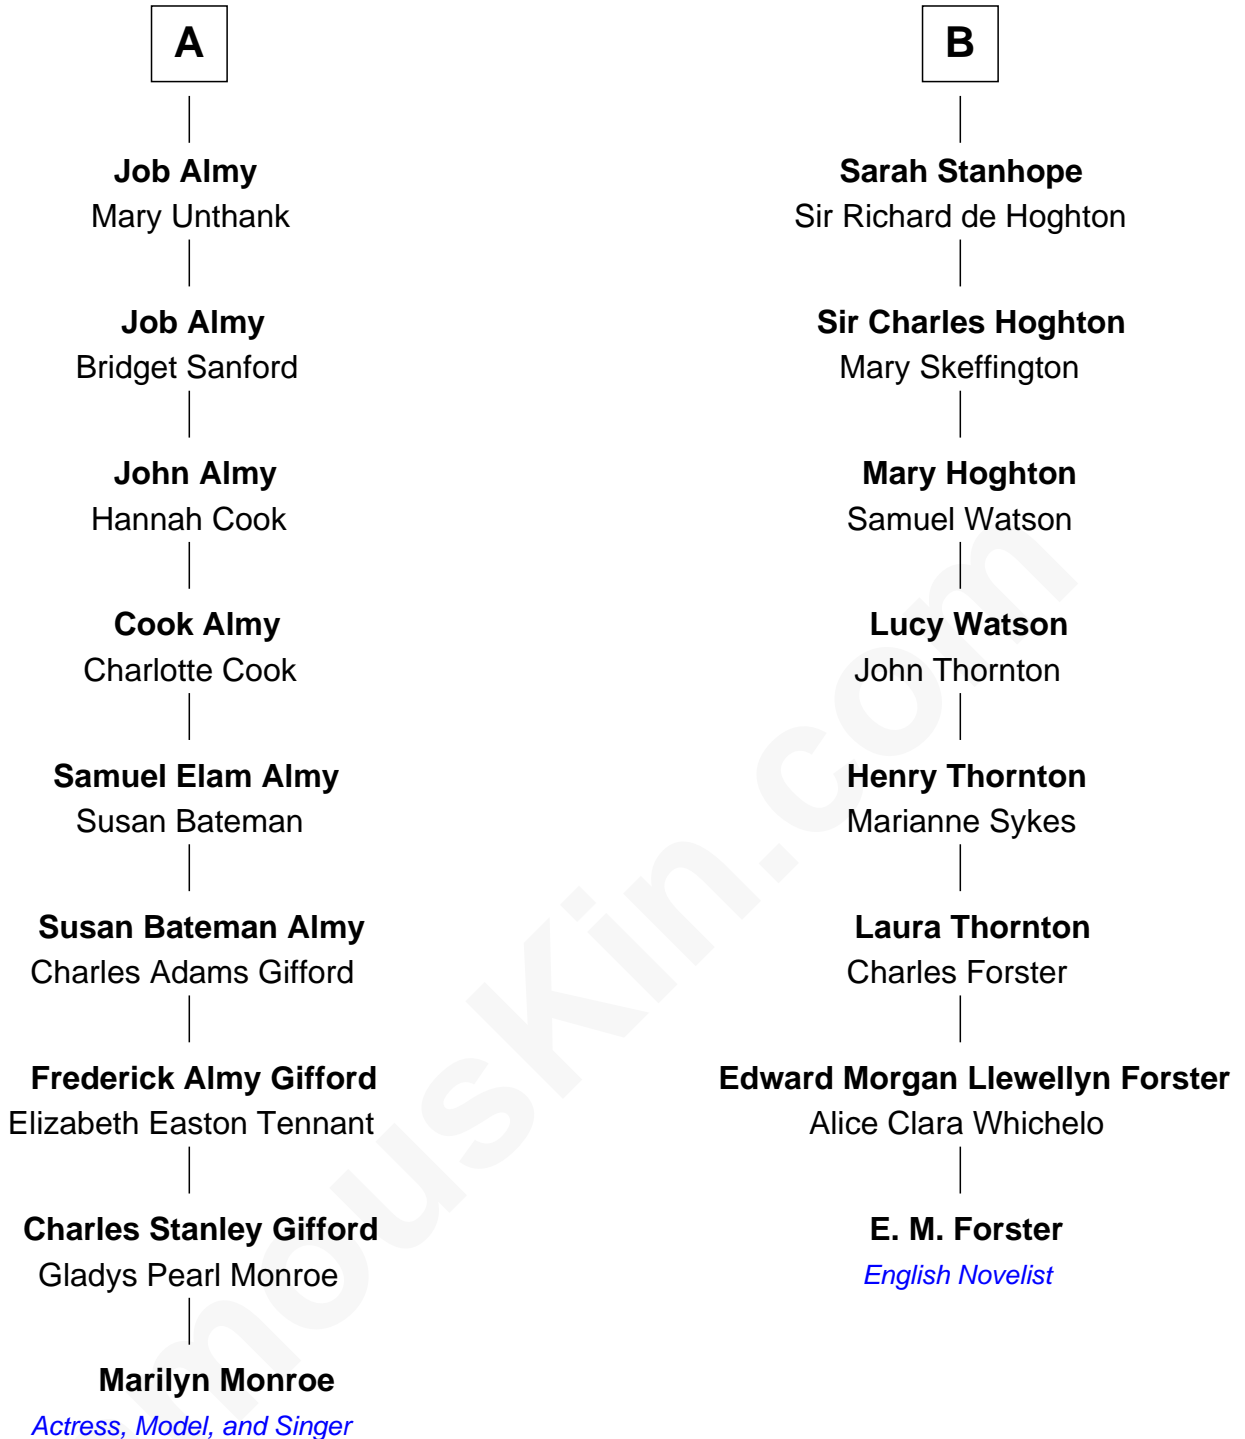 A
Job Almy
Mary Unthank
Job Almy
Bridget Sanford
John Almy
Hannah Cook
Cook Almy
Charlotte Cook
Samuel Elam Almy
Susan Bateman
Susan Bateman Almy
Charles Adams Gifford
Frederick Almy Gifford
Elizabeth Easton Tennant
Charles Stanley Gifford
Gladys Pearl Monroe
Marilyn Monroe
Actress, Model, and Singer
B
Sarah Stanhope
Sir Richard de Hoghton
Sir Charles Hoghton
Mary Skeffington
Mary Hoghton
Samuel Watson
Lucy Watson
John Thornton
Henry Thornton
Marianne Sykes
Laura Thornton
Charles Forster
Edward Morgan Llewellyn Forster
Alice Clara Whichelo
E. M. Forster
English Novelist
mouskin.com